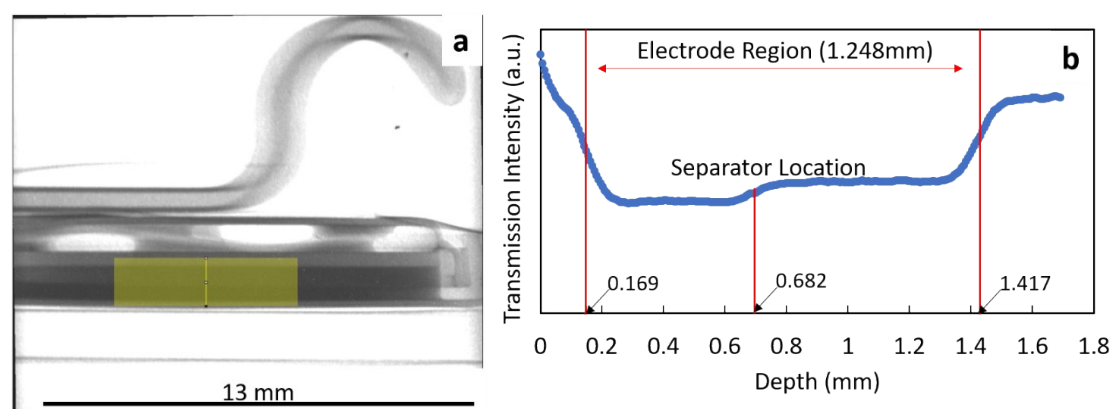 a
13 mm
b
Transmission Intensity (a.u.)
Electrode Region (1.248mm)
Separator Location
0.169
0.682
1.417
0 0.2 0.4 0.6 0.8 1 1.2 1.4 1.6 1.8
Depth (mm)